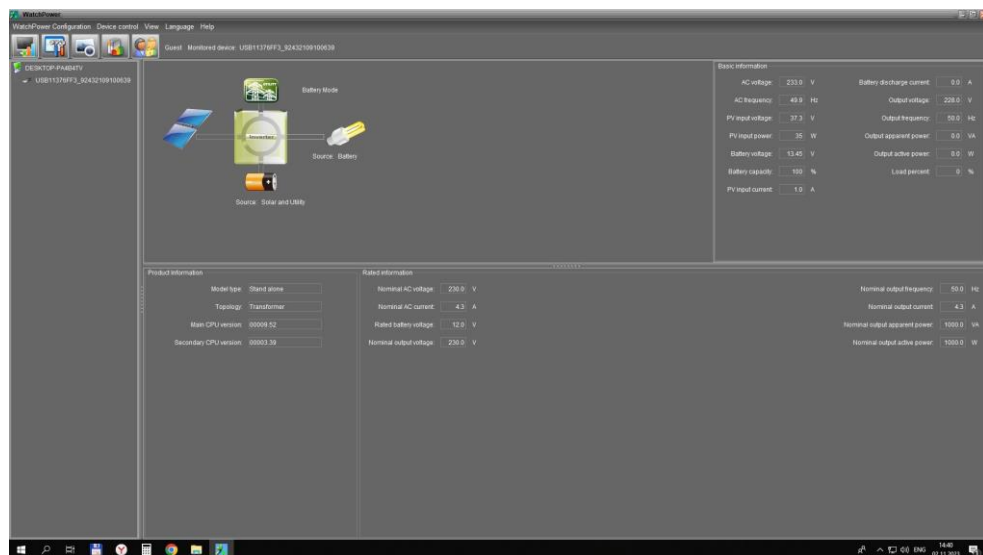 WatchPower
WatchPower Configuration Device control View Language Help
Guest Monitored device: USB11376FF3_92432109100639
DESKTOP-PA4B4TV
USB11376FF3_92432109100639
Battery Mode
Inverter
Source: Battery
Source: Solar and Utility
Basic information
AC voltage: 233.0 V
AC frequency: 49.9 Hz
PV input voltage: 37.3 V
PV input power: 35 W
Battery voltage: 13.45 V
Battery capacity: 100 %
PV input current: 1.0 A
Battery discharge current: 0.0 A
Output voltage: 228.0 V
Output frequency: 50.0 Hz
Output apparent power: 0.0 VA
Output active power: 0.0 W
Load percent: 0 %
Product information
Model type: Stand alone
Topology: Transformer
Main CPU version: 00009.52
Secondary CPU version: 00003.39
Rated information
Nominal AC voltage: 230.0 V
Nominal AC current: 4.3 A
Rated battery voltage: 12.0 V
Nominal output voltage: 230.0 V
Nominal output frequency: 50.0 Hz
Nominal output current: 4.3 A
Nominal output apparent power: 1000.0 VA
Nominal output active power: 1000.0 W
ENG
14:40
02.11.2023